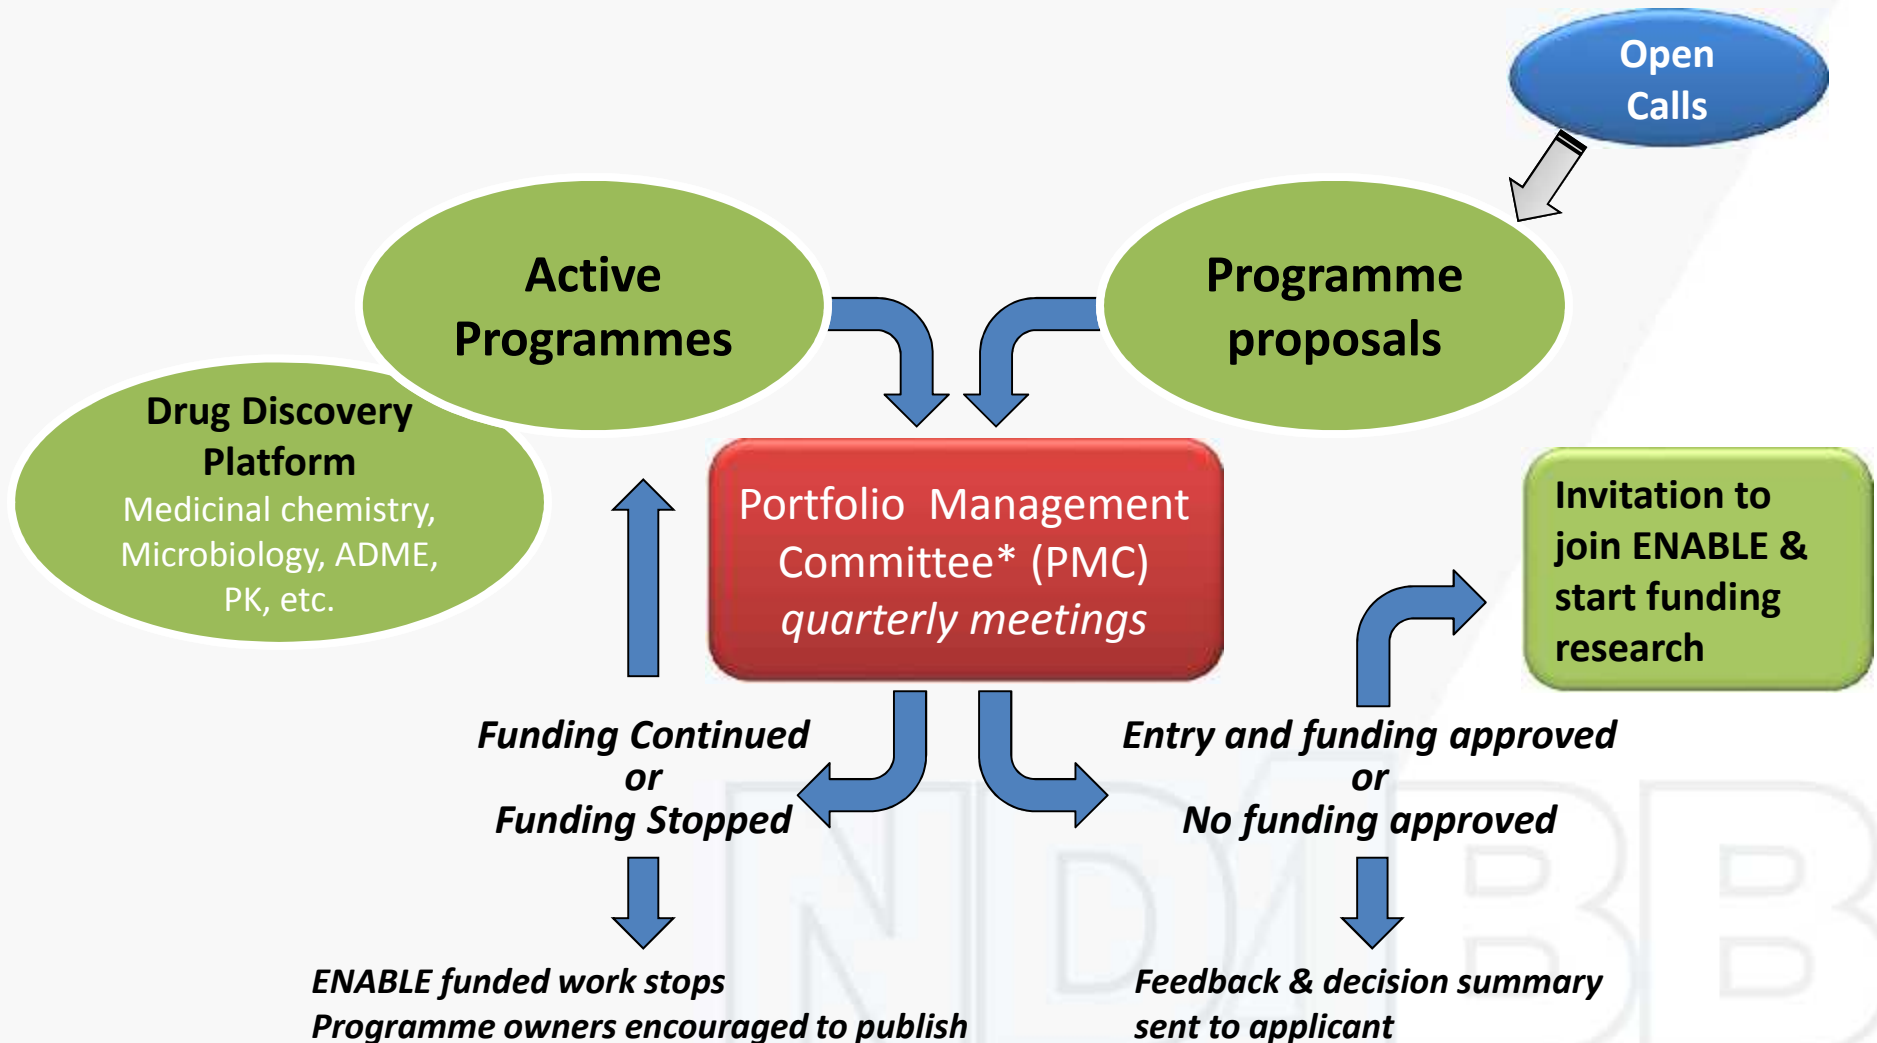 Open
Calls
Active
Programmes
Programme
proposals
Drug Discovery
Platform
Medicinal chemistry,
Microbiology, ADME,
PK, etc.
Portfolio  Management
Committee* (PMC)
quarterly meetings
Invitation to
join ENABLE &
start funding
research
Funding Continued
or
Funding Stopped
Entry and funding approved
or
No funding approved
ENABLE funded work stops
Programme owners encouraged to publish
Feedback & decision summary
sent to applicant